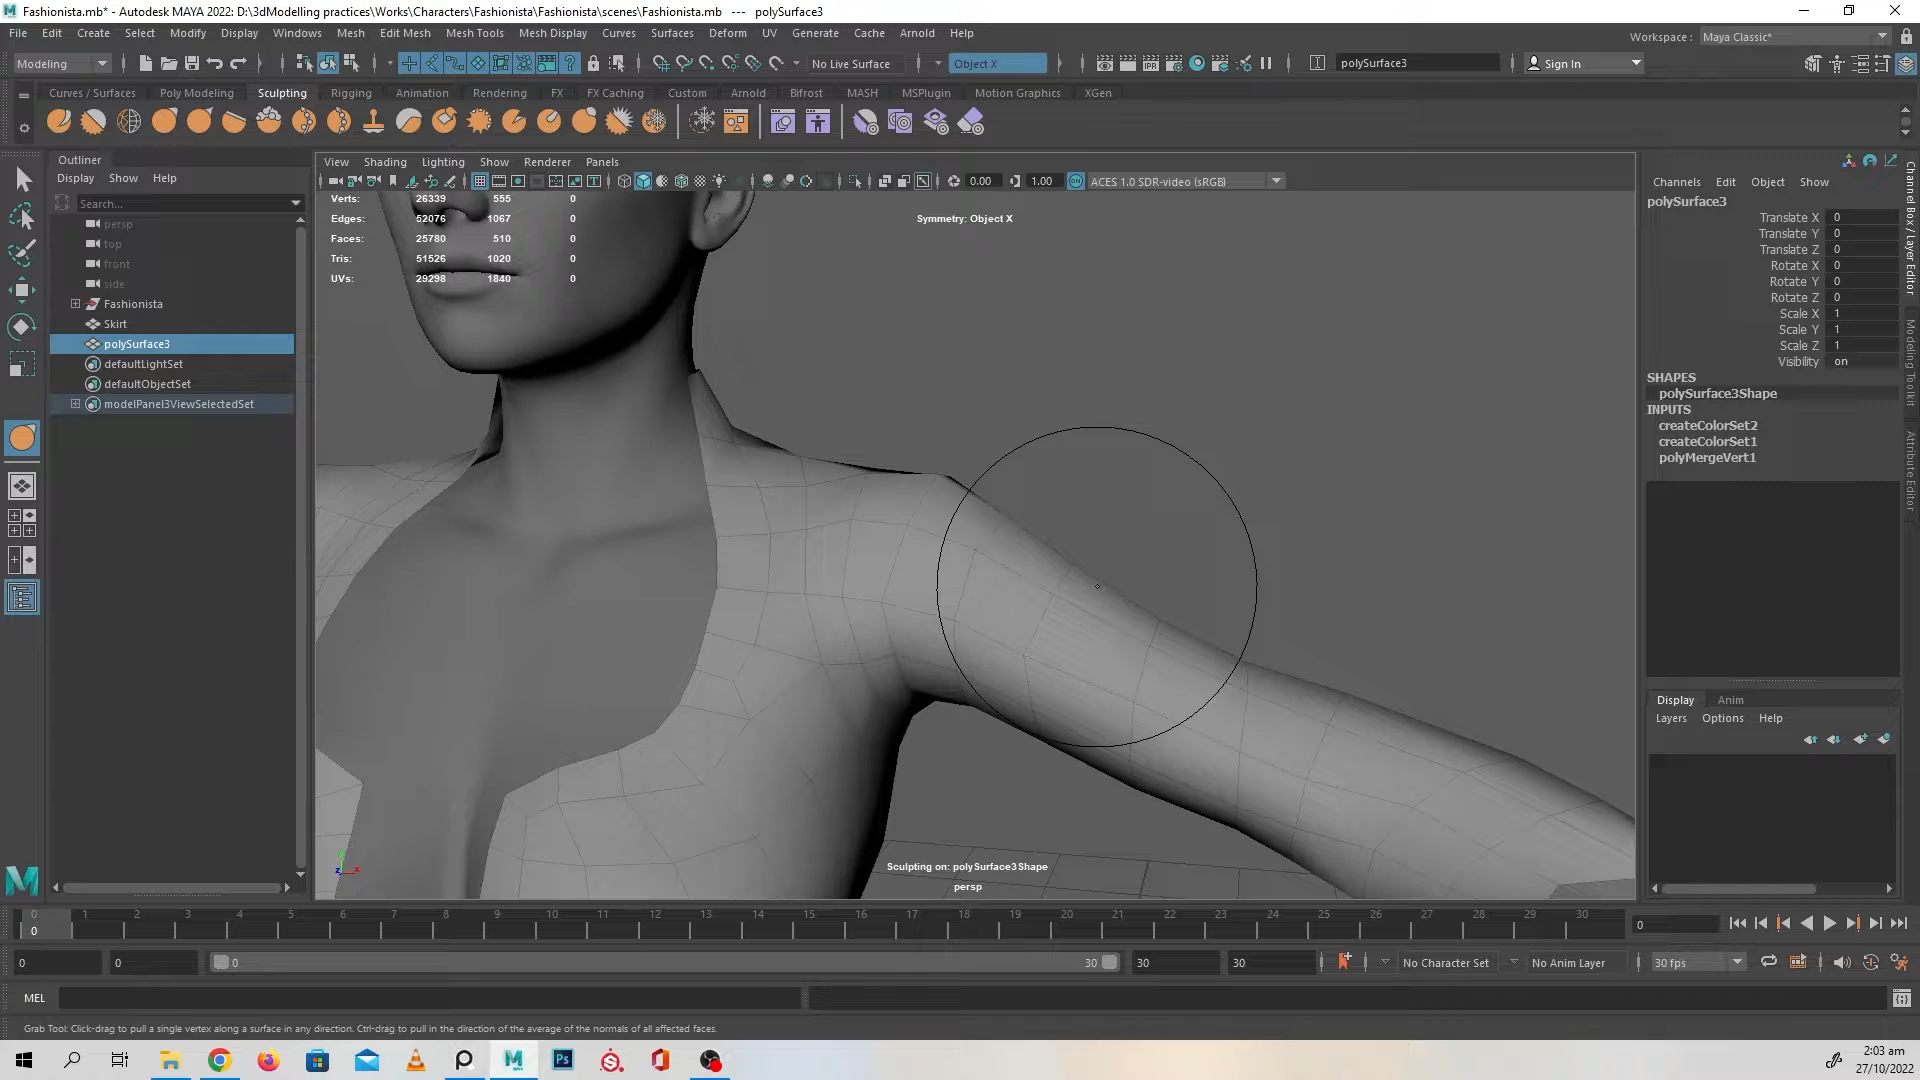 Fashionista.mb* - Autodesk MAYA 2022: D:\3dModelling practices\Works\Characters\Fashionista\Fashionista\scenes\Fashionista.mb --- polySurface3
File Edit Create Select Modify Display Windows Mesh Edit Mesh Mesh Tools Mesh Display Curves Surfaces Deform UV Generate Cache Arnold Help
Workspace : Maya Classic*
Modeling
No Live Surface
Object X
polySurface3
Sign In
Curves / Surfaces Poly Modeling Sculpting Rigging Animation Rendering FX FX Caching Custom Arnold Bifrost MASH MSPlugin Motion Graphics XGen
Outliner
Display Show Help
Search...
persp
top
front
side
Fashionista
Skirt
polySurface3
defaultLightSet
defaultObjectSet
modelPanel3ViewSelectedSet
View Shading Lighting Show Renderer Panels
0.00 1.00 ACES 1.0 SDR-video (sRGB)
Verts: 26339 555 0
Edges: 52076 1067 0
Faces: 25780 510 0
Tris: 51526 1020 0
UVs: 29298 1840 0
Symmetry: Object X
Sculpting on: polySurface3Shape
persp
y
z x
Channels Edit Object Show
polySurface3
Translate X 0
Translate Y 0
Translate Z 0
Rotate X 0
Rotate Y 0
Rotate Z 0
Scale X 1
Scale Y 1
Scale Z 1
Visibility on
SHAPES
polySurface3Shape
INPUTS
createColorSet2
createColorSet1
polyMergeVert1
Channel Box / Layer Editor
Modeling Toolkit
Attribute Editor
Display Anim
Layers Options Help
0 1 2 3 4 5 6 7 8 9 10 11 12 13 14 15 16 17 18 19 20 21 22 23 24 25 26 27 28 29 30
0
0
0 0 0 30 30 30 No Character Set No Anim Layer 30 fps
MEL
Grab Tool: Click-drag to pull a single vertex along a surface in any direction. Ctrl-drag to pull in the direction of the average of the normals of all affected faces.
2:03 am
27/10/2022